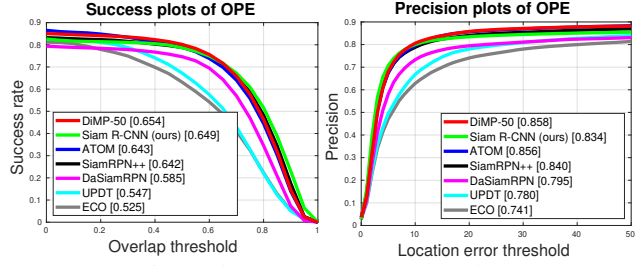 Success plots of OPE
Success rate
0.9
0.8
0.7
0.6
0.5
0.4
0.3
0.2
0.1
0
DiMP-50 [0.654]
Siam R-CNN (ours) [0.649]
ATOM [0.643]
SiamRPN++ [0.642]
DaSiamRPN [0.585]
UPDT [0.547]
ECO [0.525]
0 0.2 0.4 0.6 0.8 1
Overlap threshold
Precision plots of OPE
Precision
0.9
0.8
0.7
0.6
0.5
0.4
0.3
0.2
0.1
0
DiMP-50 [0.858]
Siam R-CNN (ours) [0.834]
ATOM [0.856]
SiamRPN++ [0.840]
DaSiamRPN [0.795]
UPDT [0.780]
ECO [0.741]
0 10 20 30 40 50
Location error threshold